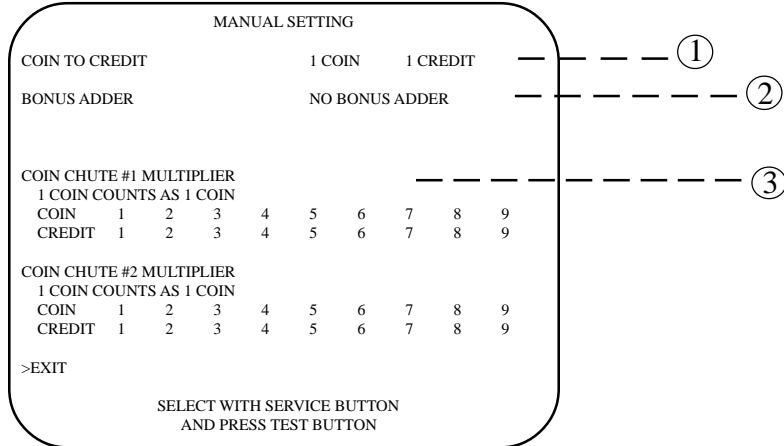 MANUAL SETTING
COIN TO CREDIT 1 COIN 1 CREDIT ①
BONUS ADDER NO BONUS ADDER ②
COIN CHUTE #1 MULTIPLIER ③
1 COIN COUNTS AS 1 COIN
COIN 1 2 3 4 5 6 7 8 9
CREDIT 1 2 3 4 5 6 7 8 9
COIN CHUTE #2 MULTIPLIER
1 COIN COUNTS AS 1 COIN
COIN 1 2 3 4 5 6 7 8 9
CREDIT 1 2 3 4 5 6 7 8 9
>EXIT
SELECT WITH SERVICE BUTTON
AND PRESS TEST BUTTON